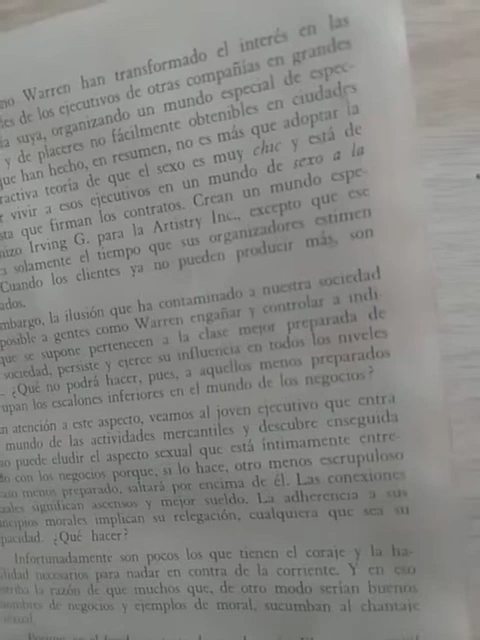 no Warren han transformado el interés en las
les de los ejecutivos de otras compañías en grandes
ía suya, organizando un mundo especial de espec-
y de placeres no fácilmente obtenibles en ciudadrs
que han hecho, en resumen, no es más que adoptar la
ractiva teoría de que el sexo es muy chic y está de
r vivir a esos ejecutivos en un mundo de sexo a la
sta que firman los contratos. Crean un mundo espe-
hizo Irving G. para la Artistry Inc., excepto que ese
a solamente el tiempo que sus organizadores estimen
Cuando los clientes ya no pueden producir más, son
ados.
mbargo, la ilusión que ha contaminado a nuestra sociedad
posible a gentes como Warren engañar y controlar a indi-
que se supone pertenecen a la clase mejor preparada de
sociedad, persiste y ejerce su influencia en todos los niveles
¿Qué no podrá hacer, pues, a aquellos menos preparados
upan los escalones inferiores en el mundo de los negocios?
n atención a este aspecto, veamos al joven ejecutivo que entra
mundo de las actividades mercantiles y descubre enseguida
no puede eludir el aspecto sexual que está íntimamente entre-
do con los negocios porque, si lo hace, otro menos escrupuloso
menos preparado, saltará por encima de él. Las conexiones
uales significan ascensos y mejor sueldo. La adherencia a sus
incipios morales implican su relegación, cualquiera que sea su
pacidad. ¿Qué hacer?
Infortunadamente son pocos los que tienen el coraje y la ha-
ilidad necesarios para nadar en contra de la corriente. Y en eso
estriba la razón de que muchos que, de otro modo serían buenos
hombres de negocios y ejemplos de moral, sucumban al chantaje
sexual.